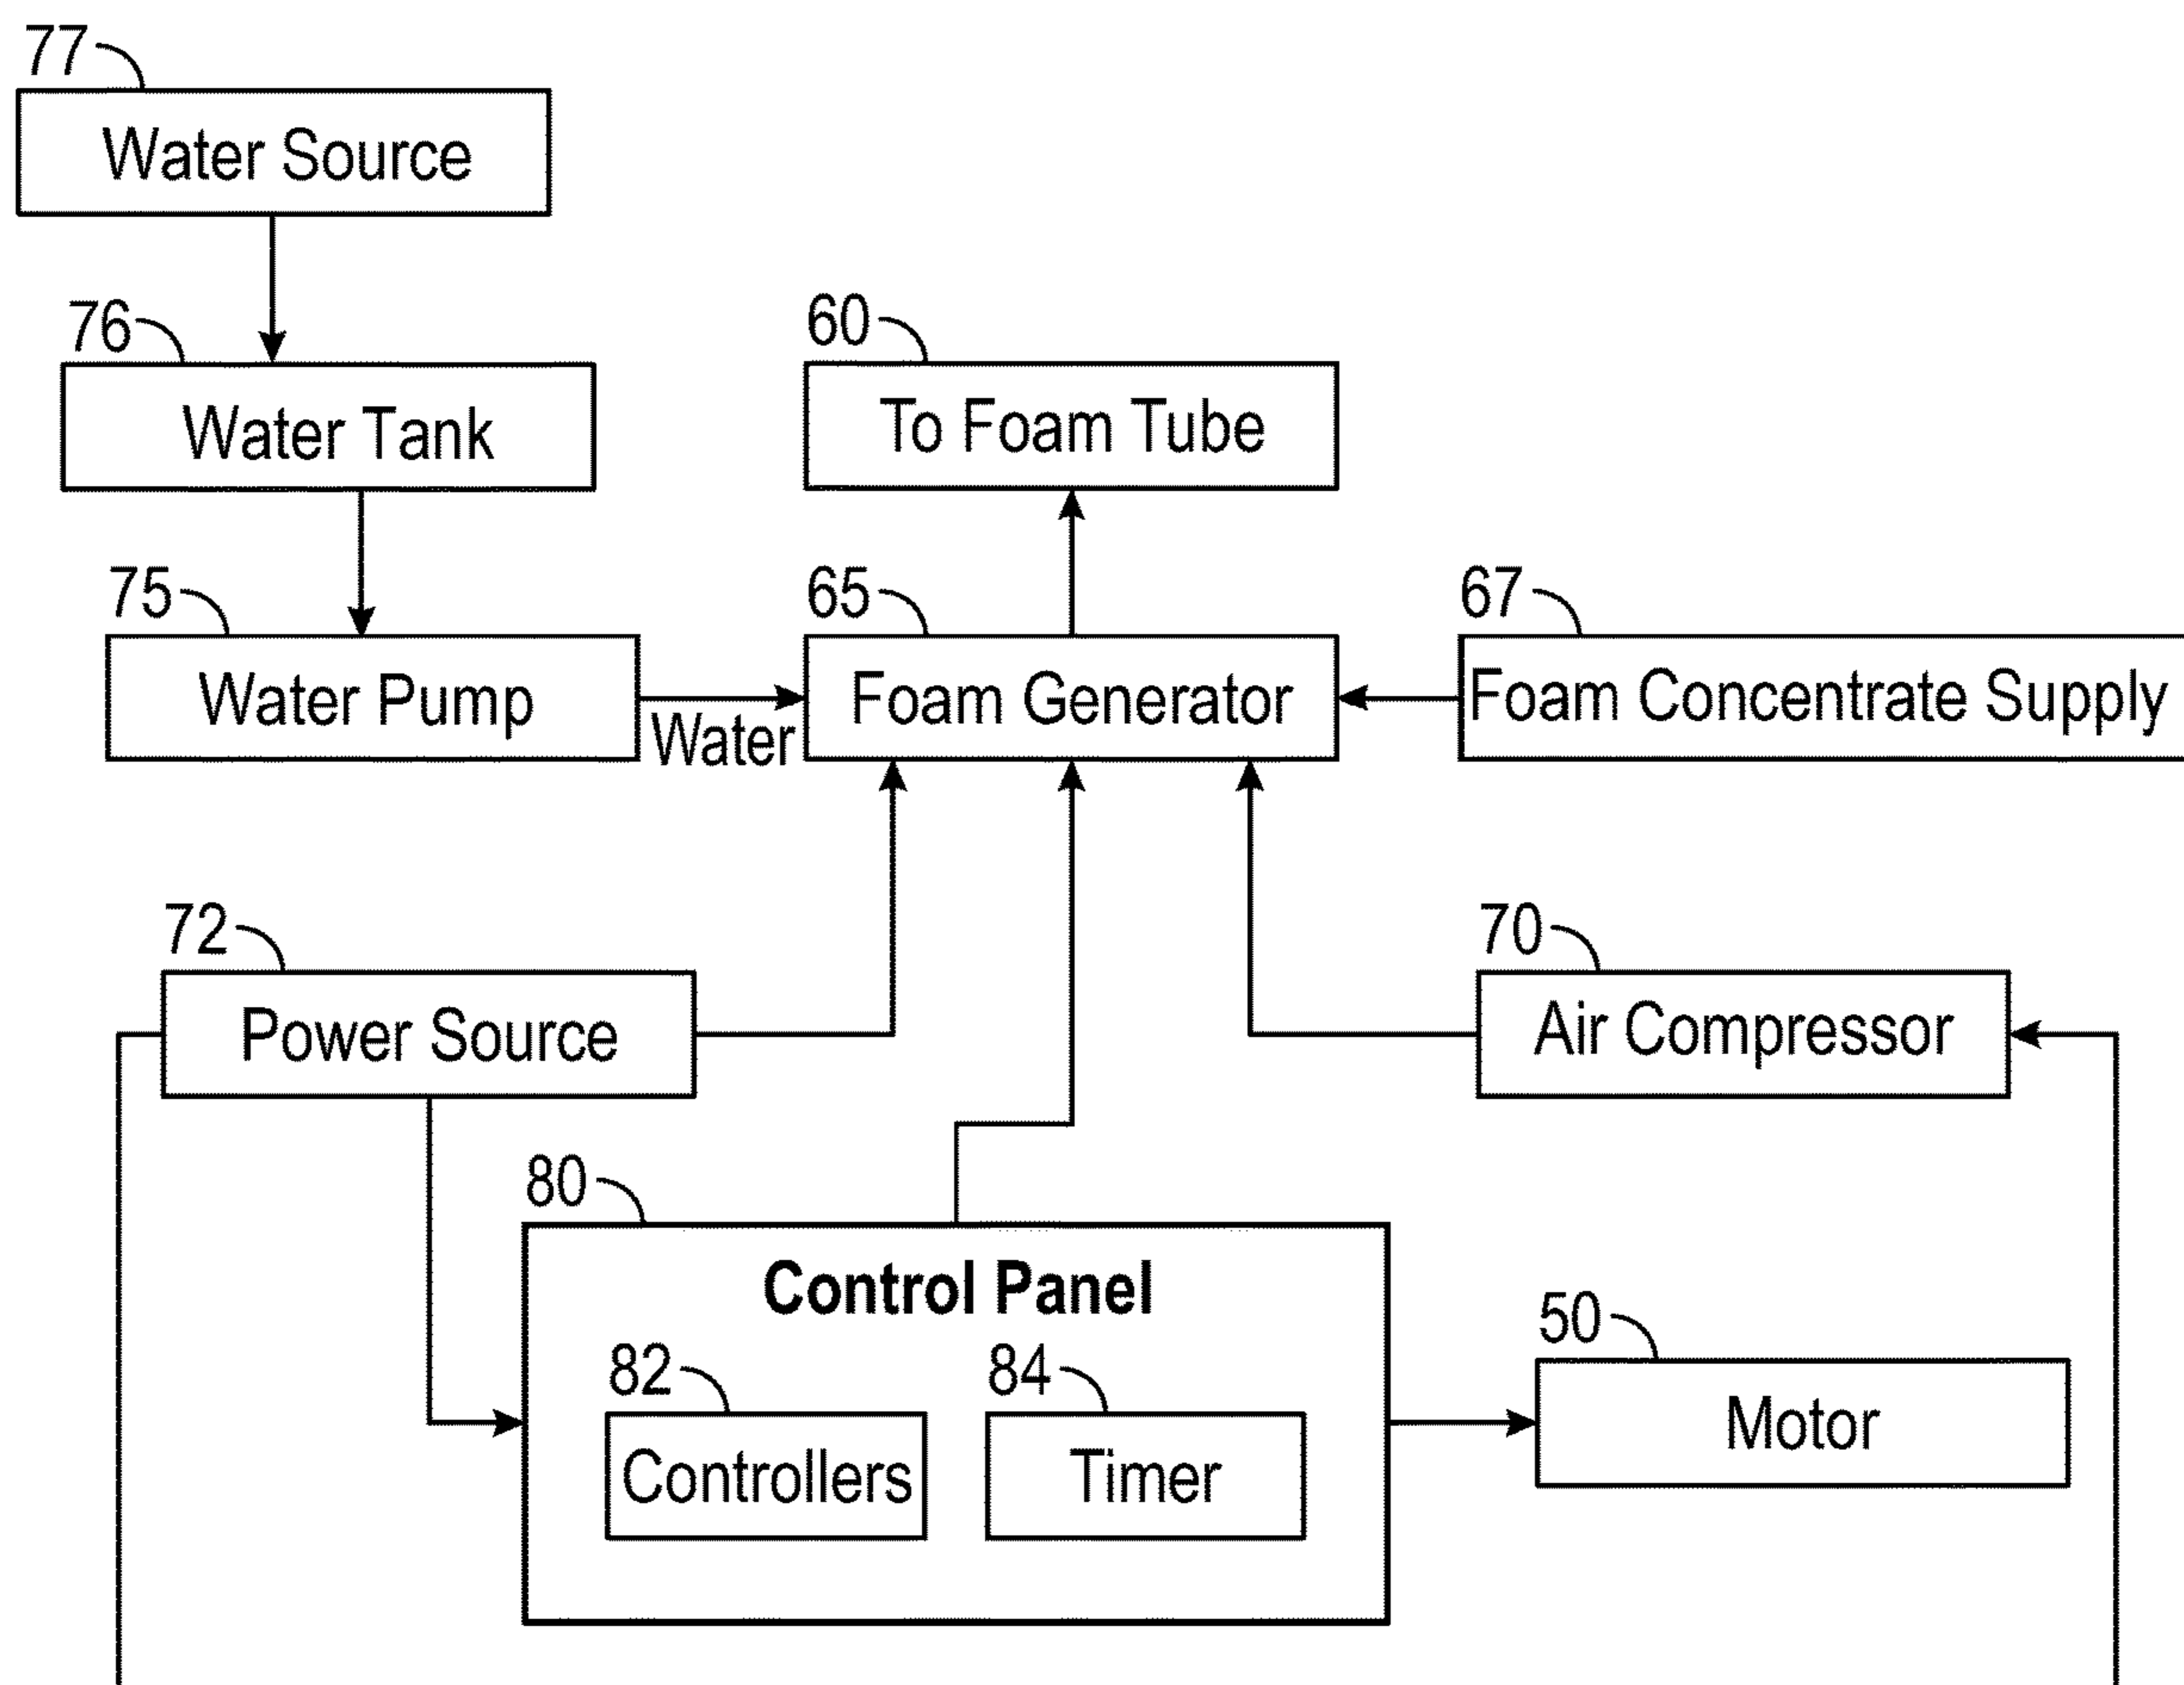 77
Water Source
76
Water Tank
60
To Foam Tube
75
Water Pump
Water
65
Foam Generator
67
Foam Concentrate Supply
72
Power Source
70
Air Compressor
80
Control Panel
82
Controllers
84
Timer
50
Motor